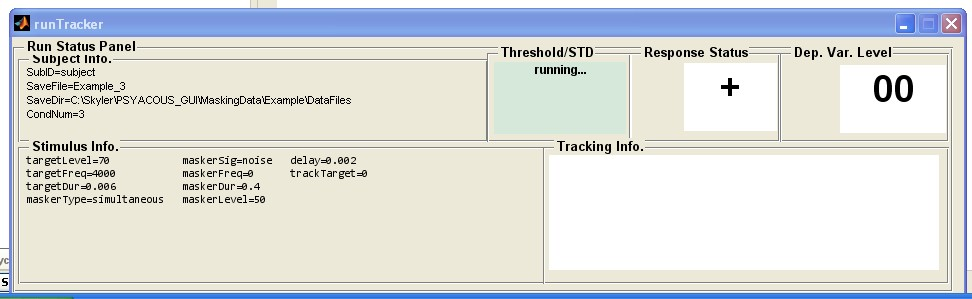 runTracker
Run Status Panel
Subject Info.
SubID=subject
SaveFile=Example_3
SaveDir=C:\Skyler\PSYACOUS_GUI\MaskingData\Example\DataFiles
CondNum=3
Threshold/STD
running...
Response Status
+
Dep. Var. Level
00
Stimulus Info.
targetLevel=70 maskerSig=noise delay=0.002
targetFreq=4000 maskerFreq=0 trackTarget=0
targetDur=0.006 maskerDur=0.4
maskerType=simultaneous maskerLevel=50
Tracking Info.